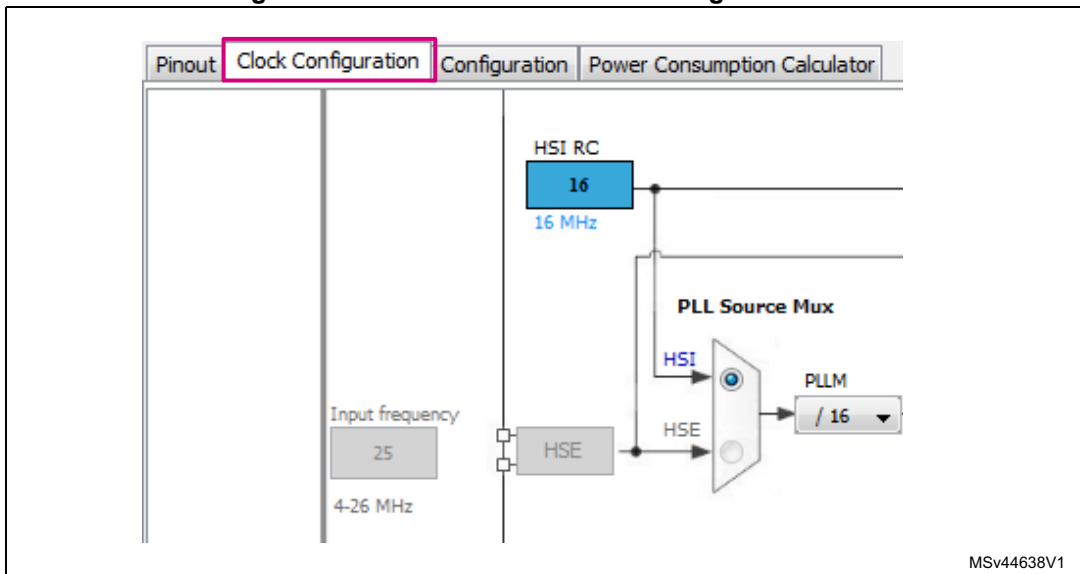 Pinout Clock Configuration Configuration Power Consumption Calculator
HSI RC
16
16 MHz
PLL Source Mux
HSI
PLLM
/ 16
Input frequency
25
HSE
HSE
4-26 MHz
MSv44638V1